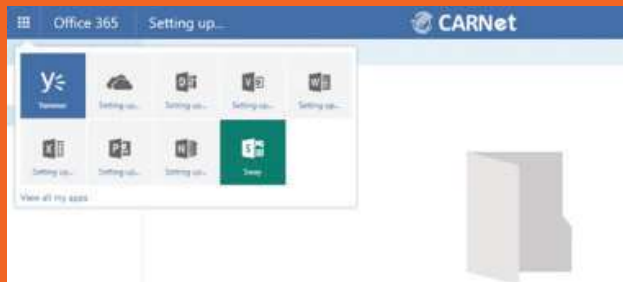 Office 365 Setting up... CARNet
Yammer Setting up... Setting up... Setting up... Setting up...
Setting up... Setting up... Setting up... Sway
View all my apps